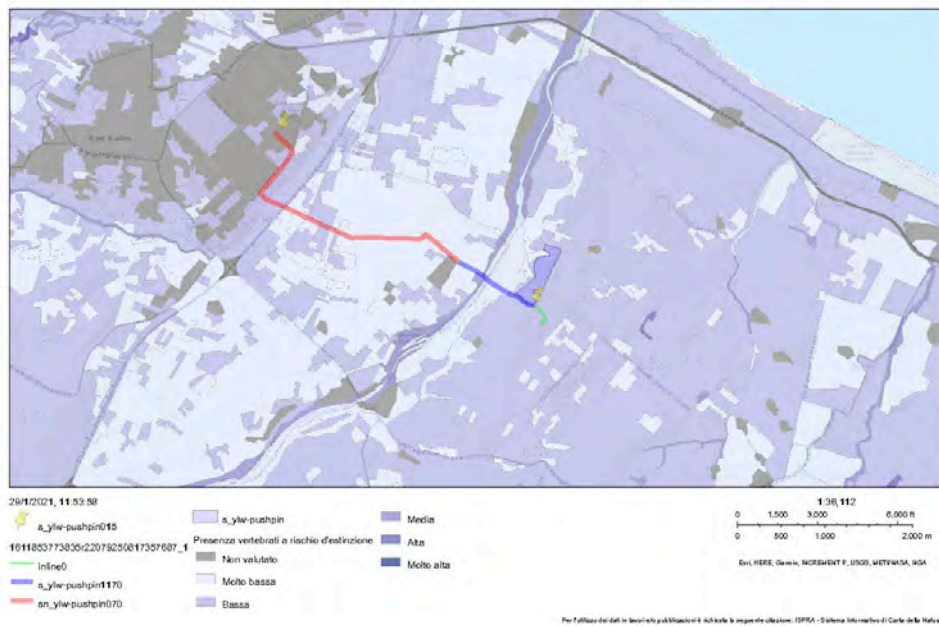 29/1/2021, 11:53:58
a_ylw-pushpin015
inline0
a_ylw-pushpin1170
sn_ylw-pushpin070
a_ylw-pushpin
Presenza vertebrati a rischio d'estinzione
Non valutato
Molto bassa
Bassa
Media
Alta
Molto alta
1:36,112
0 1,500 3,000 6,000 ft
0 500 1,000 2,000 m
Esri, HERE, Garmin, INCREMENT P, USGS, METI/NASA, NGA
Per l'utilizzo dei dati in lavori e/o pubblicazioni è richiesta la seguente citazione: ISPRA - Sistema Informativo di Carta della Natura